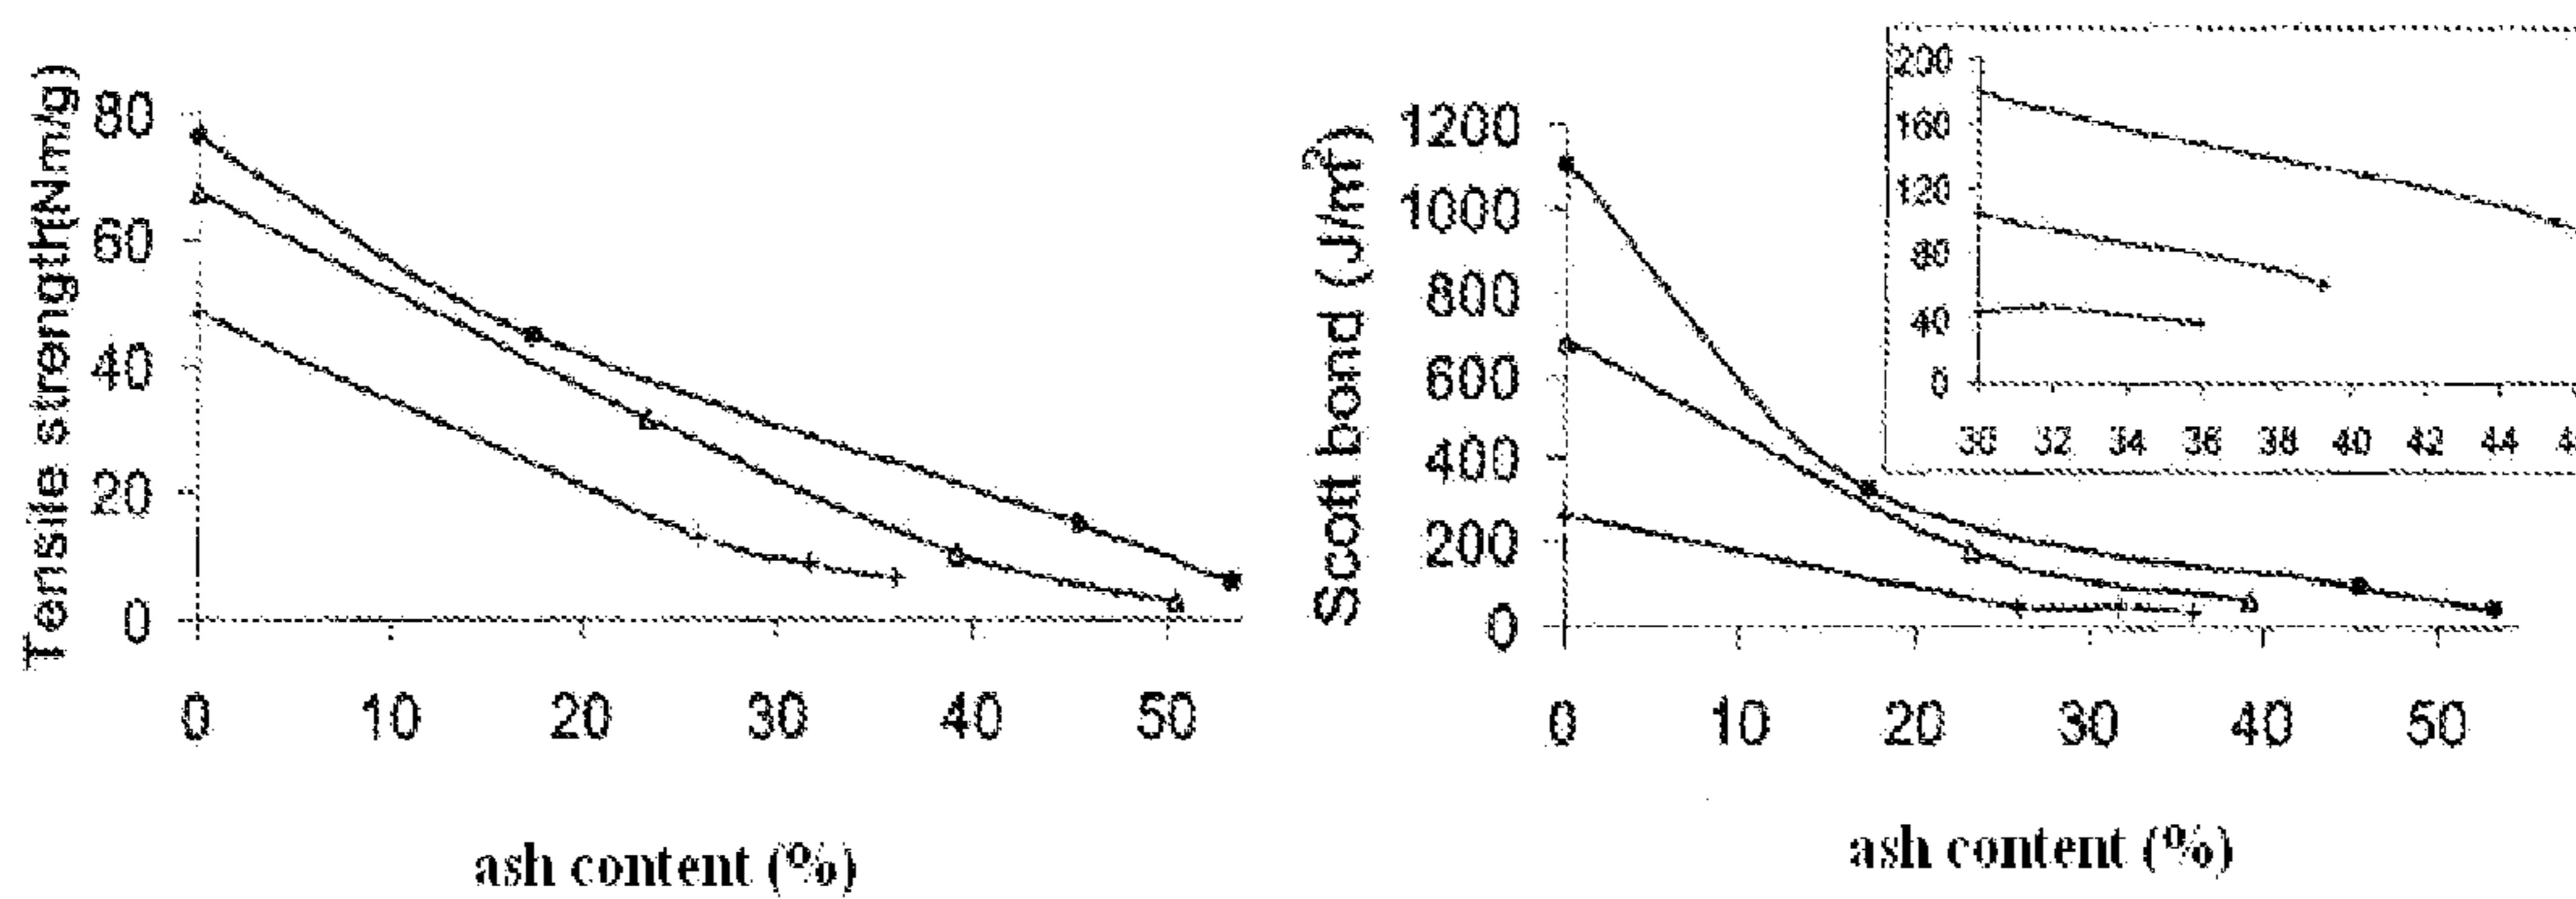 Tensile strength(Nm/g)
80
60
40
20
0
0 10 20 30 40 50
ash content (%)
Scott bond (J/m²)
1200
1000
800
600
400
200
0
0 10 20 30 40 50
ash content (%)
200
160
120
80
40
0
30 32 34 36 38 40 42 44